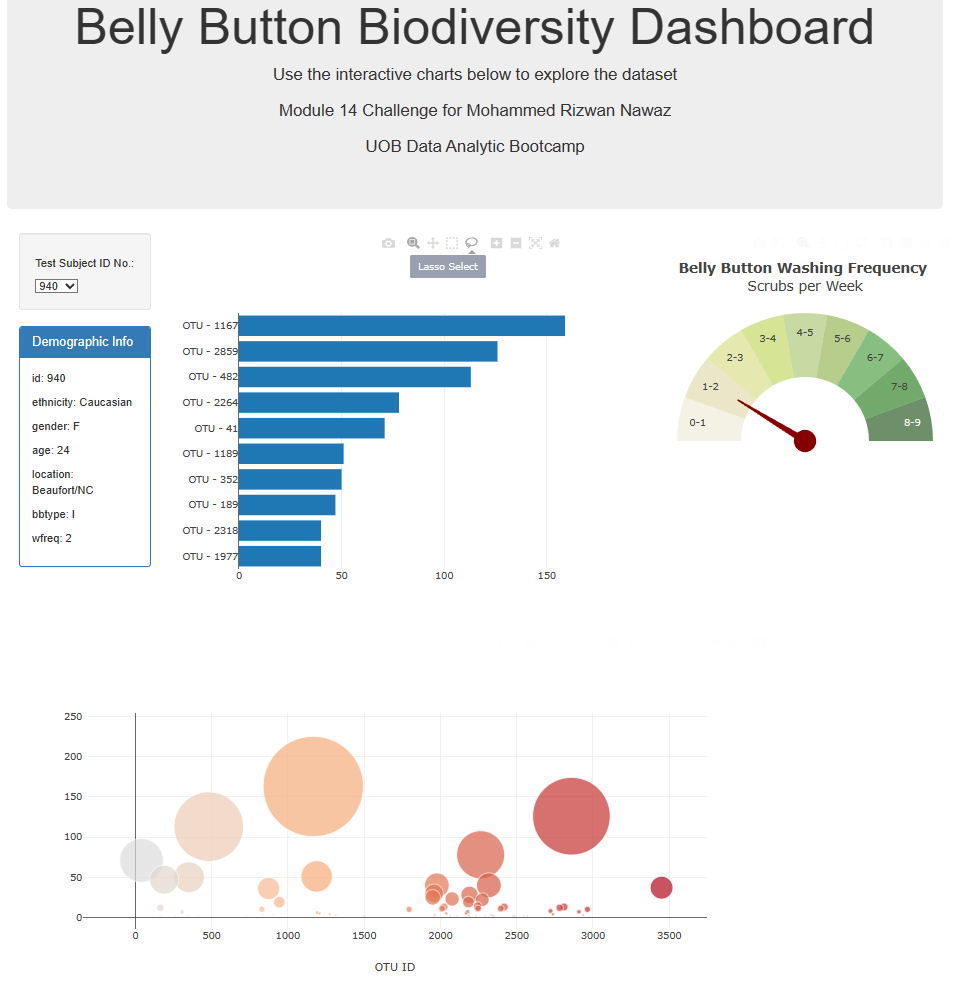 Belly Button Biodiversity Dashboard
Use the interactive charts below to explore the dataset
Module 14 Challenge for Mohammed Rizwan Nawaz
UOB Data Analytic Bootcamp
Test Subject ID No.:
940
Demographic Info
id: 940
ethnicity: Caucasian
gender: F
age: 24
location:
Beaufort/NC
bbtype: I
wfreq: 2
Lasso Select
OTU - 1167
OTU - 2859
OTU - 482
OTU - 2264
OTU - 41
OTU - 1189
OTU - 352
OTU - 189
OTU - 2318
OTU - 1977
0 50 100 150
Belly Button Washing Frequency
Scrubs per Week
0-1
1-2
2-3
3-4
4-5
5-6
6-7
7-8
8-9
250
200
150
100
50
0
0 500 1000 1500 2000 2500 3000 3500
OTU ID